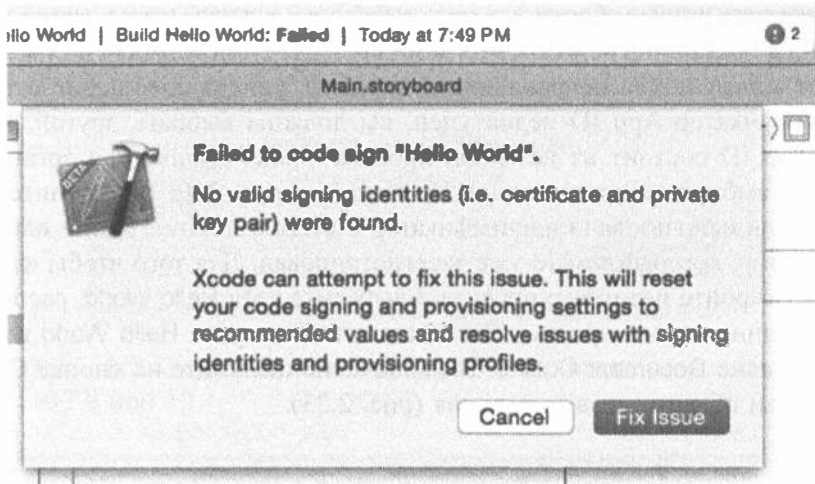 ello World | Build Hello World: Failed | Today at 7:49 PM 2
Main.storyboard
BETA
Failed to code sign "Hello World".
No valid signing identities (i.e. certificate and private
key pair) were found.
Xcode can attempt to fix this issue. This will reset
your code signing and provisioning settings to
recommended values and resolve issues with signing
identities and provisioning profiles.
Cancel Fix Issue